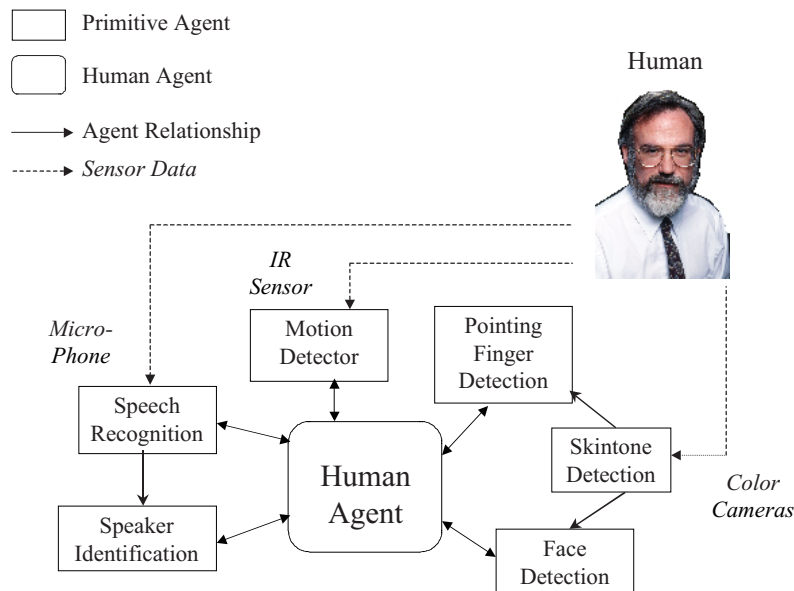 Primitive Agent
Human Agent
Agent Relationship
Sensor Data
Human
IR
Sensor
Micro-
Phone
Motion
Detector
Pointing
Finger
Detection
Speech
Recognition
Skintone
Detection
Human
Agent
Color
Cameras
Speaker
Identification
Face
Detection